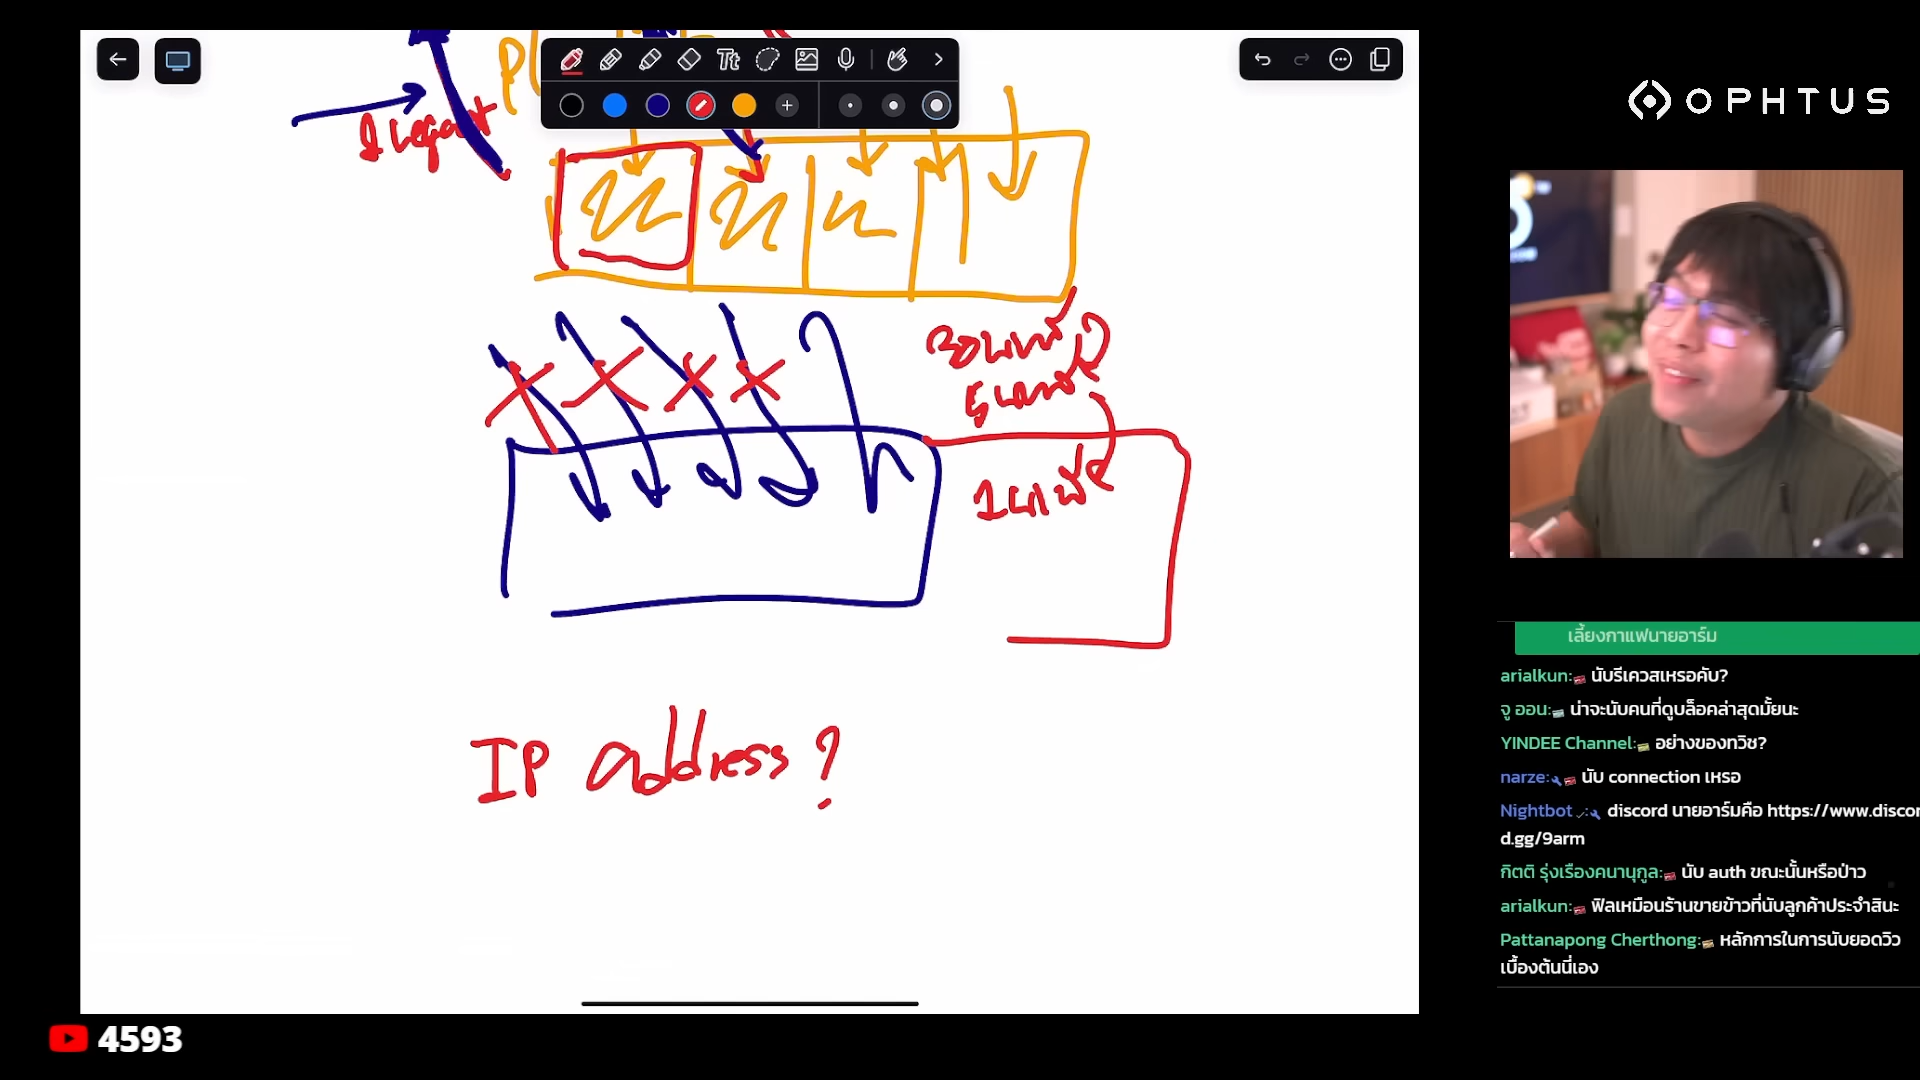 Tt
OPHTUS
IP address?
เลี้ยงกาแฟนายอาร์ม
arialkun: นับรีเควสเหรอคับ?
จู ออน: น่าจะนับคนที่ดูบล็อคล่าสุดมั้ยนะ
YINDEE Channel: อย่างของทวิช?
narze: นับ connection เหรอ
Nightbot: discord นายอาร์มคือ https://www.discor
d.gg/9arm
กิตติ รุ่งเรืองคนานุกูล: นับ auth ขณะนั้นหรือป่าว
arialkun: ฟิลเหมือนร้านขายข้าวที่นับลูกค้าประจำสินะ
Pattanapong Cherthong: หลักการในการนับยอดวิว
เบื้องต้นนี่เอง
4593